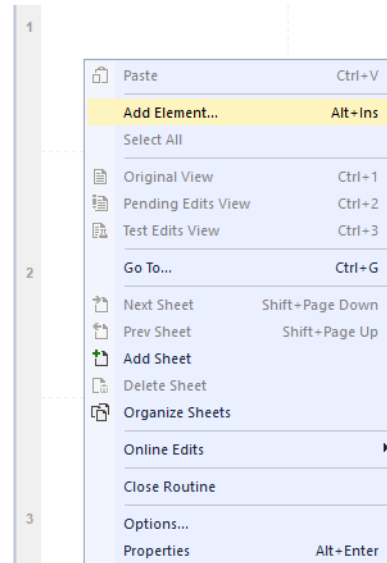 1
Paste Ctrl+V
Add Element... Alt+Ins
Select All
Original View Ctrl+1
Pending Edits View Ctrl+2
Test Edits View Ctrl+3
2
Go To... Ctrl+G
Next Sheet Shift+Page Down
Prev Sheet Shift+Page Up
Add Sheet
Delete Sheet
Organize Sheets
Online Edits
Close Routine
3
Options...
Properties Alt+Enter